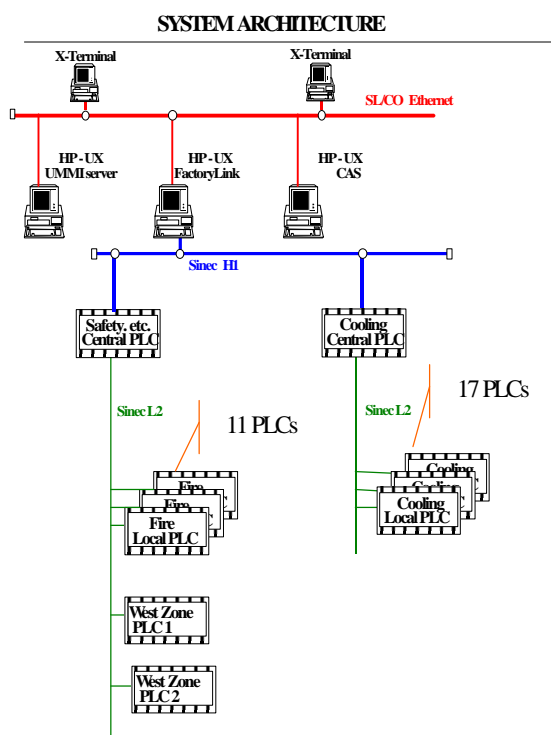 SYSTEM ARCHITECTURE
X-Terminal
X-Terminal
SL/CO Ethernet
HP - UX
UMMI server
HP - UX
FactoryLink
HP - UX
CAS
Sinec H1
Safety. etc.
Central PLC
Cooling
Central PLC
Sinec L2
11 PLCs
Sinec L2
17 PLCs
Fire
Fire
Fire
Local PLC
Cooling
Cooling
Cooling
Local PLC
West Zone
PLC 1
West Zone
PLC 2